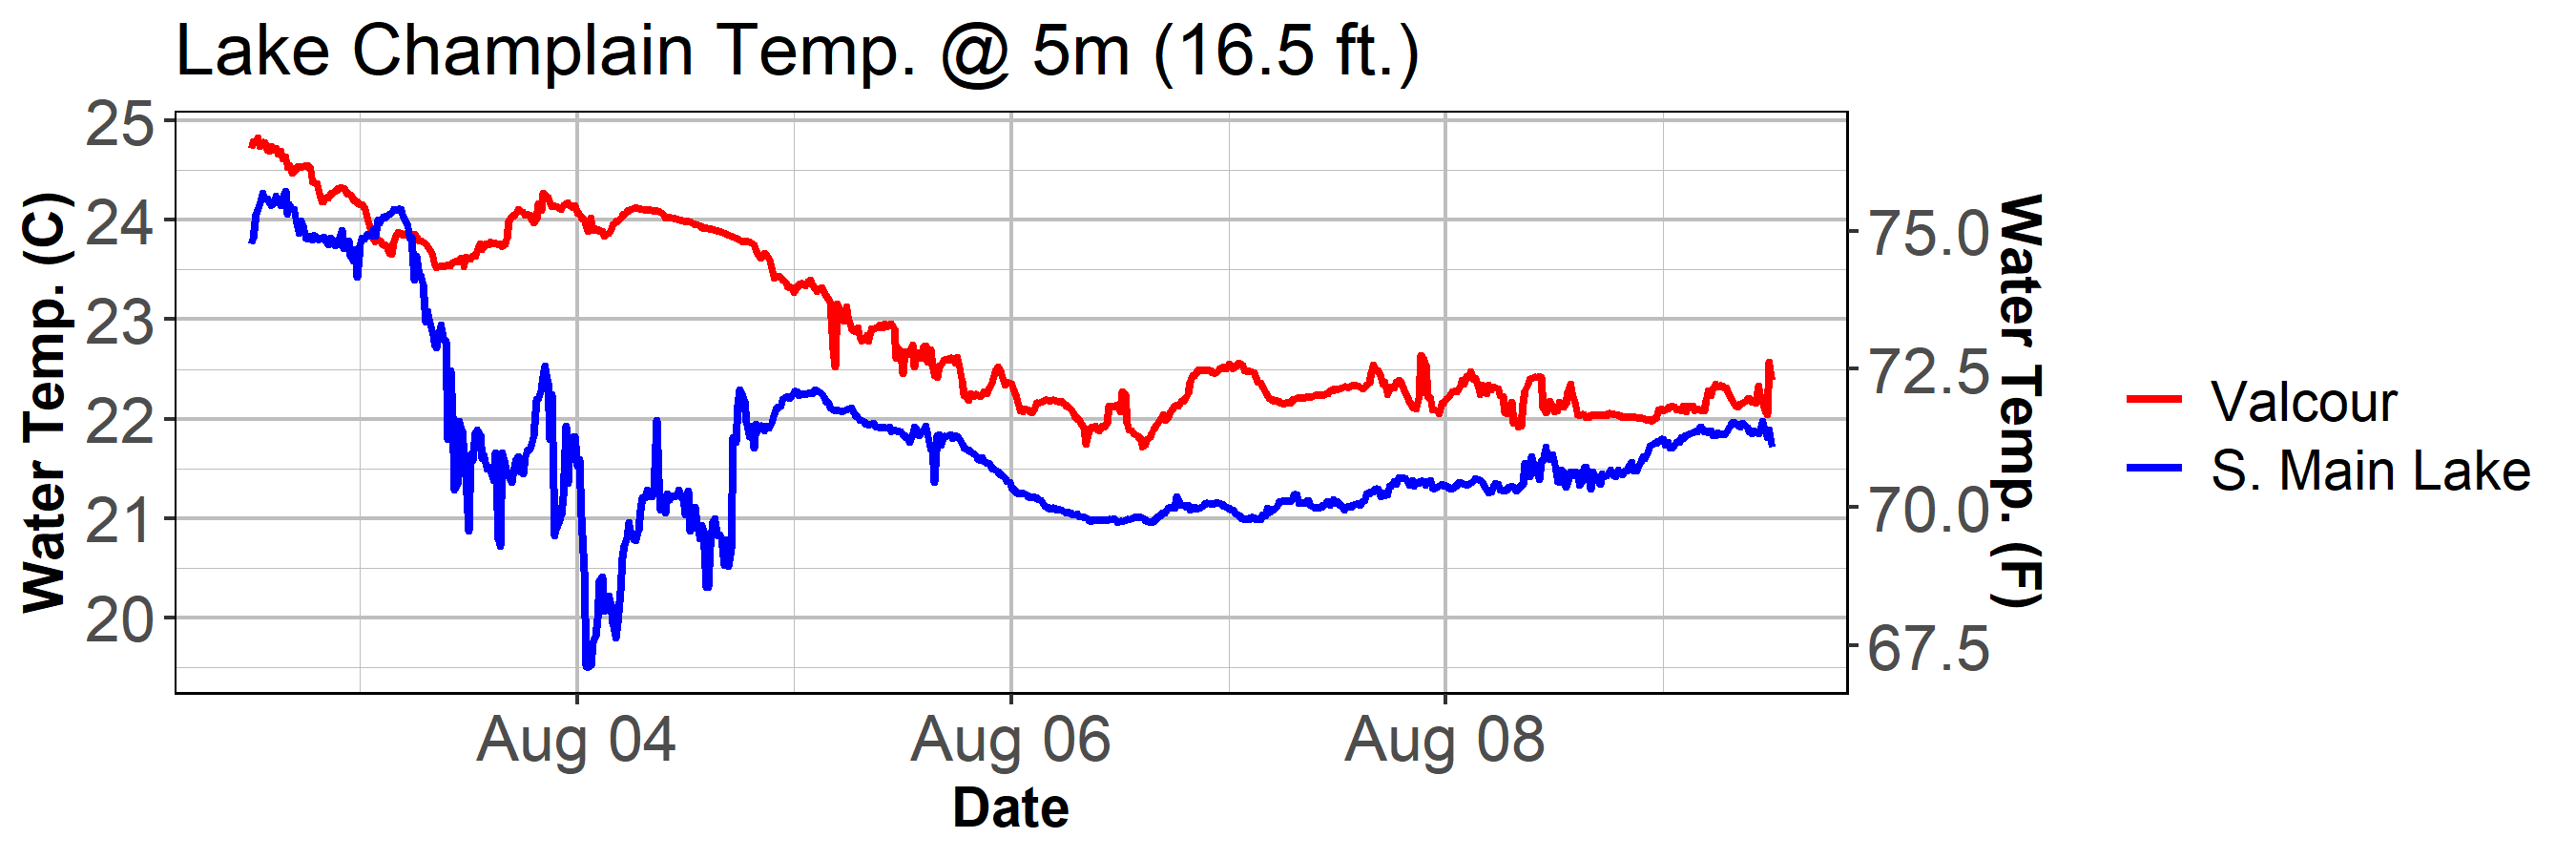 Lake Champlain Temp. @ 5m (16.5 ft.)
Water Temp. (C)
25
24
23
22
21
20
75.0
72.5
70.0
67.5
Water Temp. (F)
Valcour
S. Main Lake
Aug 04
Aug 06
Aug 08
Date